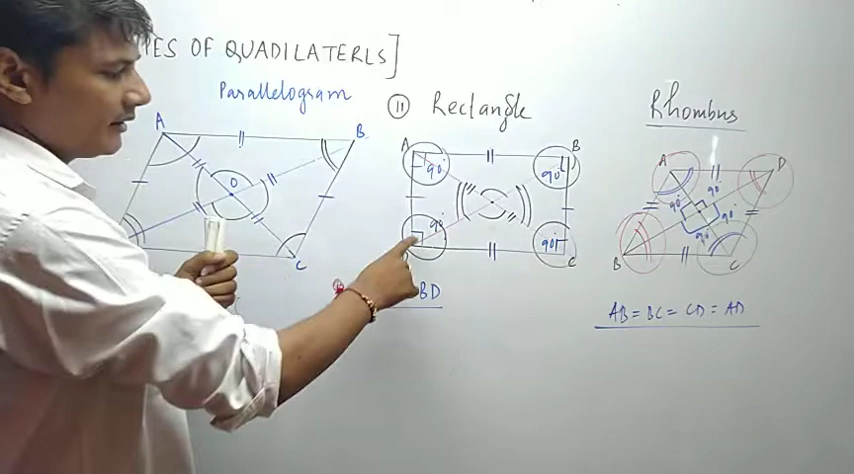 IES OF QUADILATERLS]
Parallelogram
A
B
O
C
11 Rectangle
A
B
90°
90°
90°
90°
C
BD
Rhombus
A
D
90°
90°
90°
90°
B
C
AB = BC = CD = AD